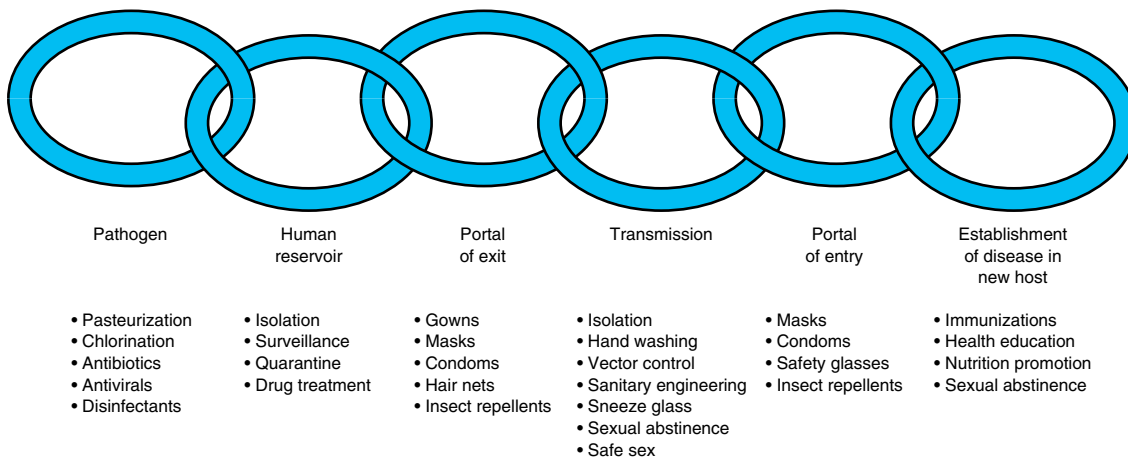 Pathogen
Human
reservoir
Portal
of exit
Transmission
Portal
of entry
Establishment
of disease in
new host
• Pasteurization
• Chlorination
• Antibiotics
• Antivirals
• Disinfectants
• Isolation
• Surveillance
• Quarantine
• Drug treatment
• Gowns
• Masks
• Condoms
• Hair nets
• Insect repellents
• Isolation
• Hand washing
• Vector control
• Sanitary engineering
• Sneeze glass
• Sexual abstinence
• Safe sex
• Masks
• Condoms
• Safety glasses
• Insect repellents
• Immunizations
• Health education
• Nutrition promotion
• Sexual abstinence